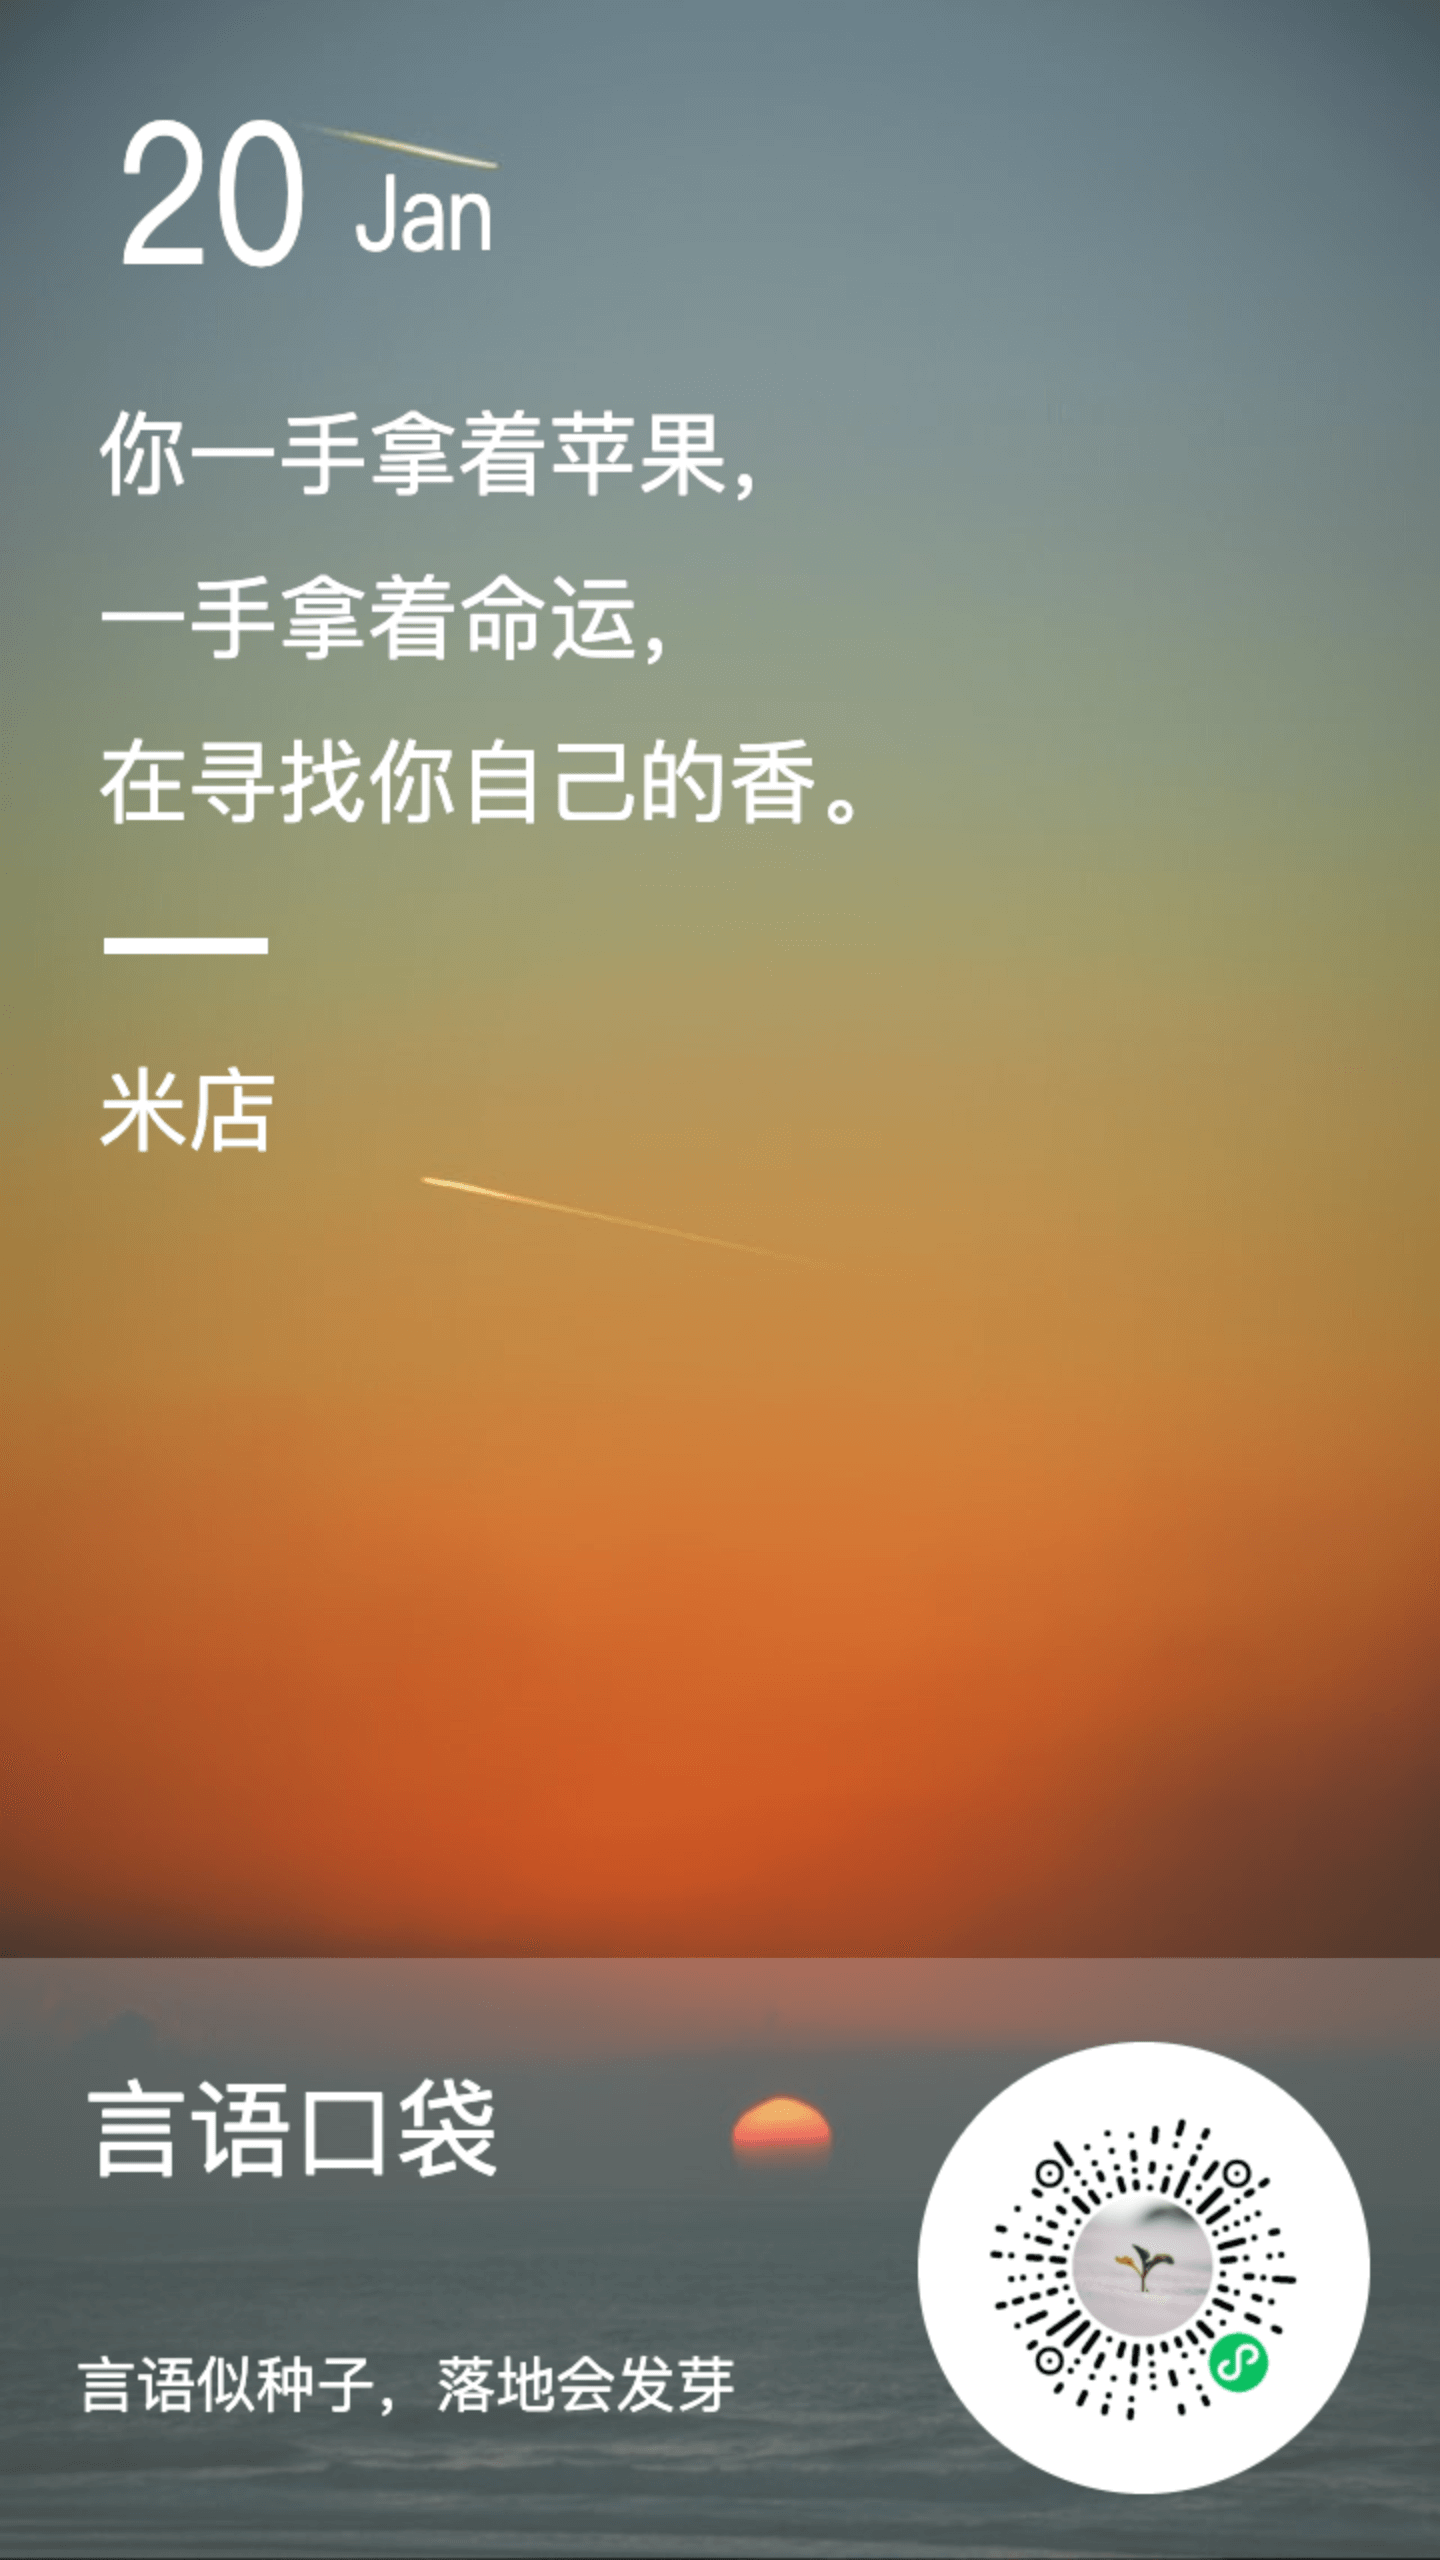 20 Jan
你一手拿着苹果，
一手拿着命运，
在寻找你自己的香。
米店
言语口袋
言语似种子，落地会发芽